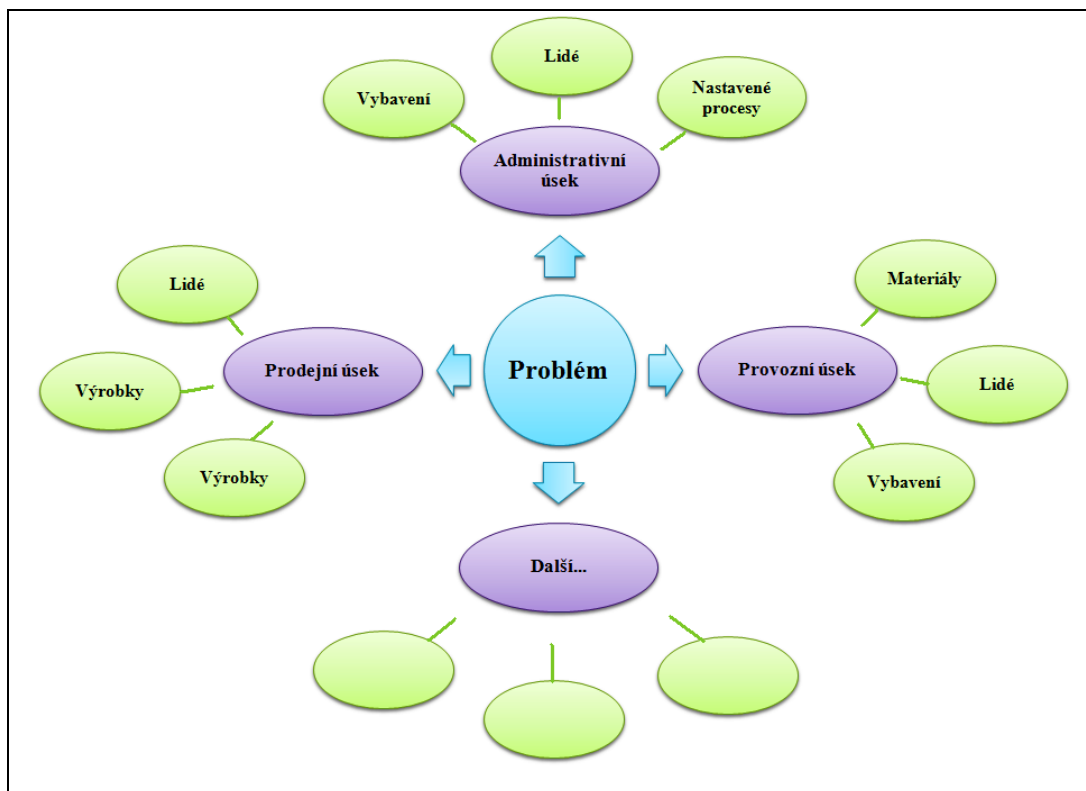 Lidé
Vybavení
Nastavené
procesy
Administrativní
úsek
Lidé
Materiály
Prodejní úsek
Problém
Provozní úsek
Výrobky
Lidé
Výrobky
Vybavení
Další...